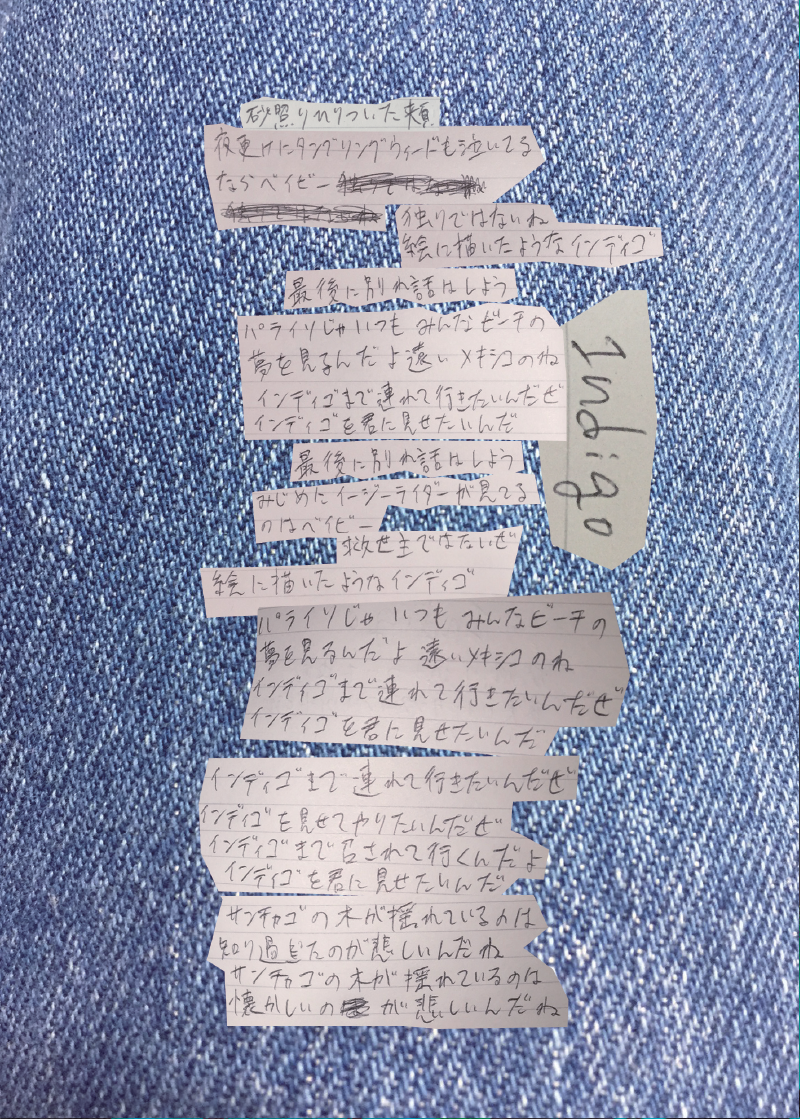 砂照りひりついた頬
夜更けにタングリングウィードも泣いてる
ならベイビー
独りではないね
絵に描いたようなインディゴ
最後に別れ話はしよう
パライソじゃいつも みんなビーチの
夢を見るんだよ遠い メキシコのね
インディゴまで連れて行きたいんだぜ
インディゴを君に見せたいんだ
Indigo
最後に別れ話はしよう
みじめた イージーライダーが見てる
のはベイビー
救世主ではないぜ
絵に描いたようなインディゴ
パライソじゃ いつも みんなビーチの
夢を見るんだよ 遠いメキシコのね
インディゴまで連れて行きたいんだぜ
インディゴを君に見せたいんだ
インディゴまで連れて行きたいんだぜ
インディゴを見せてやりたいんだぜ
インディゴまで召されて行くんだよ
インディゴを君に見せたいんだ
サンチャゴの木が揺れているのは
知り過ぎたのが悲しいんだね
サンチャゴの木が揺れているのは
懐かしいの が悲しいんだね